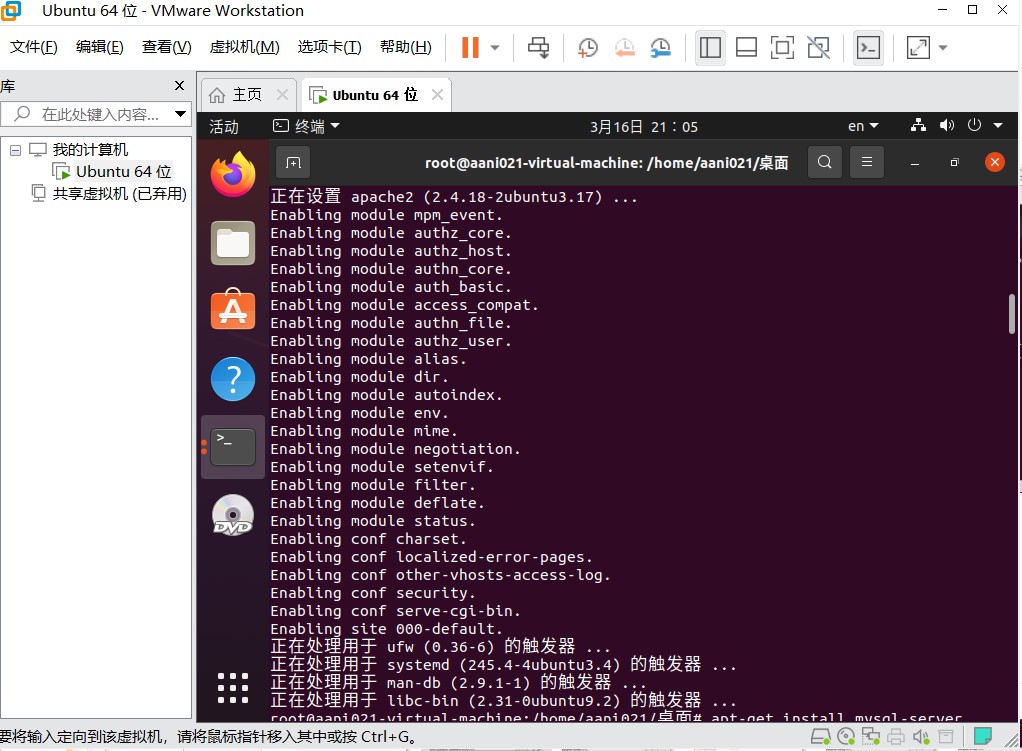 Ubuntu 64 位 - VMware Workstation
文件(F) 编辑(E) 查看(V) 虚拟机(M) 选项卡(T) 帮助(H)
库
在此处键入内容...
我的计算机
Ubuntu 64 位
共享虚拟机 (已弃用)
主页
Ubuntu 64 位
活动 终端 3月16日 21：05 en
root@aani021-virtual-machine: /home/aani021/桌面
正在设置 apache2 (2.4.18-2ubuntu3.17) ...
Enabling module mpm_event.
Enabling module authz_core.
Enabling module authz_host.
Enabling module authn_core.
Enabling module auth_basic.
Enabling module access_compat.
Enabling module authn_file.
Enabling module authz_user.
Enabling module alias.
Enabling module dir.
Enabling module autoindex.
Enabling module env.
Enabling module mime.
Enabling module negotiation.
Enabling module setenvif.
Enabling module filter.
Enabling module deflate.
Enabling module status.
Enabling conf charset.
Enabling conf localized-error-pages.
Enabling conf other-vhosts-access-log.
Enabling conf security.
Enabling conf serve-cgi-bin.
Enabling site 000-default.
正在处理用于 ufw (0.36-6) 的触发器 ...
正在处理用于 systemd (245.4-4ubuntu3.4) 的触发器 ...
正在处理用于 man-db (2.9.1-1) 的触发器 ...
正在处理用于 libc-bin (2.31-0ubuntu9.2) 的触发器 ...
root@aani021-virtual-machine:/home/aani021/桌面# apt-get install mysql-server
DVD
要将输入定向到该虚拟机，请将鼠标指针移入其中或按 Ctrl+G。